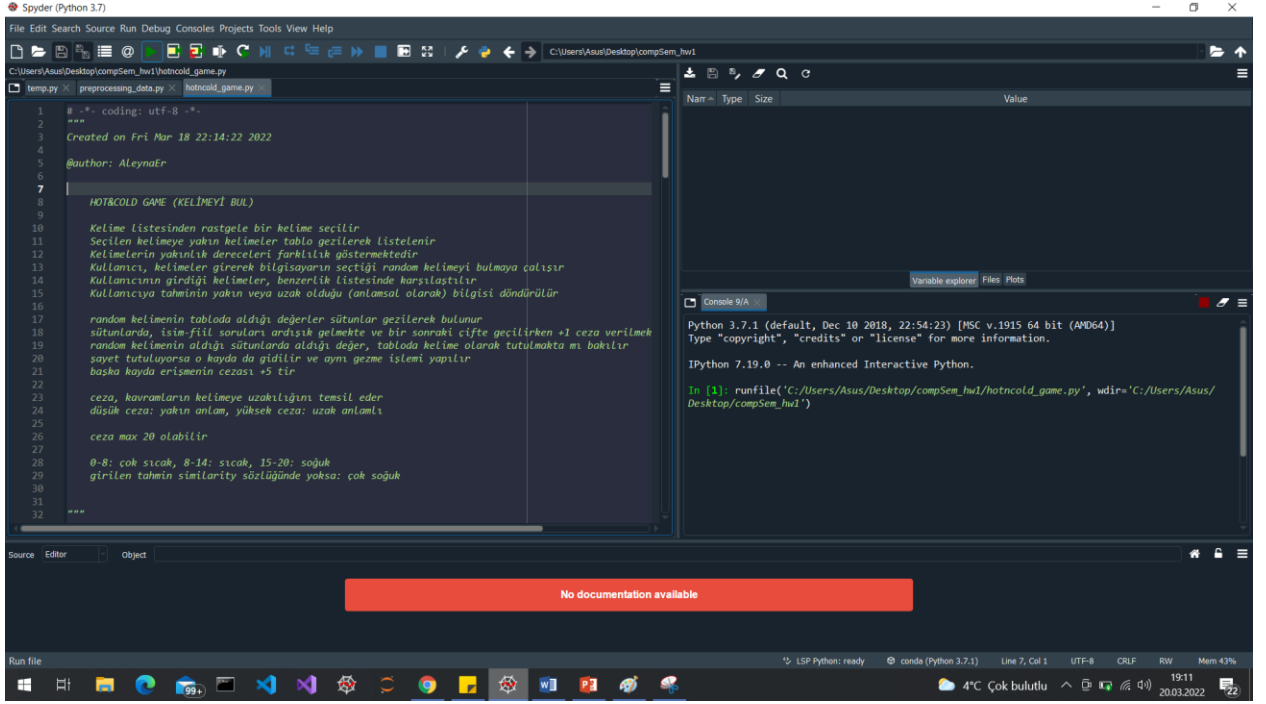 Spyder (Python 3.7)
File Edit Search Source Run Debug Consoles Projects Tools View Help
C:\Users\Asus\Desktop\compSem_hw1
C:\Users\Asus\Desktop\compSem_hw1\hotncold_game.py
temp.py preprocessing_data.py hotncold_game.py
1 # -*- coding: utf-8 -*-
2 """
3 Created on Fri Mar 18 22:14:22 2022
4
5 @author: AleynaEr
6
7
8 HOT&COLD GAME (KELİMEYİ BUL)
9
10 Kelime listesinden rastgele bir kelime seçilir
11 Seçilen kelimeye yakın kelimeler tablo gezilerek listelenir
12 Kelimelerin yakınlık dereceleri farklılık göstermektedir
13 Kullanıcı, kelimeler girerek bilgisayarın seçtiği random kelimeyi bulmaya çalışır
14 Kullanıcının girdiği kelimeler, benzerlik listesinde karşılaştılır
15 Kullanıcıya tahminin yakın veya uzak olduğu (anlamsal olarak) bilgisi döndürülür
16
17 random kelimenin tabloda aldığı değerler sütunlar gezilerek bulunur
18 sütunlarda, isim-fiil soruları ardışık gelmekte ve bir sonraki çifte geçilirken +1 ceza verilmek
19 random kelimenin aldığı sütunlarda aldığı değer, tabloda kelime olarak tutulmakta mı bakılır
20 şayet tutuluyorsa o kayda da gidilir ve aynı gezme işlemi yapılır
21 başka kayda erişmenin cezası +5 tir
22
23 ceza, kavramların kelimeye uzaklığını temsil eder
24 düşük ceza: yakın anlam, yüksek ceza: uzak anlamlı
25
26 ceza max 20 olabilir
27
28 0-8: çok sıcak, 8-14: sıcak, 15-20: soğuk
29 girilen tahmin similarity sözlüğünde yoksa: çok soğuk
30
31
32 """
Source Editor Object
No documentation available
Type Size Value
Variable explorer Files Plots
Console 9/A
Python 3.7.1 (default, Dec 10 2018, 22:54:23) [MSC v.1915 64 bit (AMD64)]
Type "copyright", "credits" or "license" for more information.
IPython 7.19.0 -- An enhanced Interactive Python.
In [1]: runfile('C:/Users/Asus/Desktop/compSem_hw1/hotncold_game.py', wdir='C:/Users/Asus/
Desktop/compSem_hw1')
Run file
LSP Python: ready conda (Python 3.7.1) Line 7, Col 1 UTF-8 CRLF RW Mem 43%
99+
4°C Çok bulutlu
19:11
20.03.2022
22